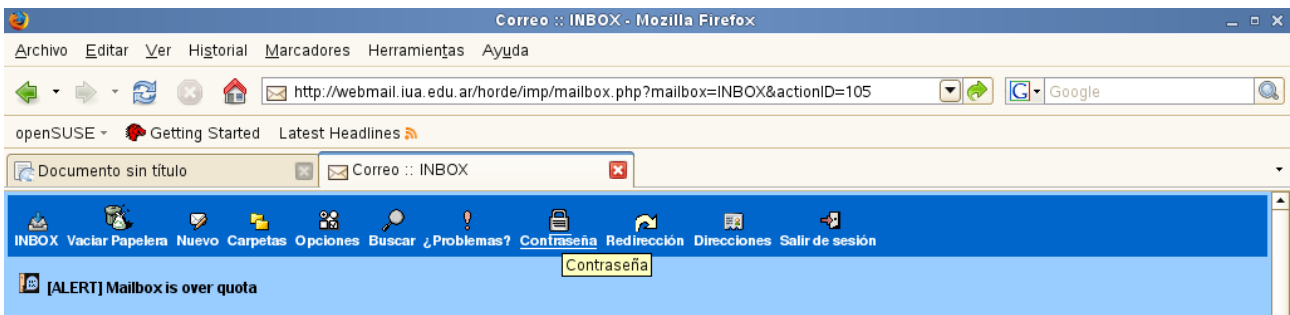 Correo :: INBOX - Mozilla Firefox
Archivo Editar Ver Historial Marcadores Herramientas Ayuda
http://webmail.iua.edu.ar/horde/imp/mailbox.php?mailbox=INBOX&actionID=105 G Google
openSUSE Getting Started Latest Headlines
Documento sin título Correo :: INBOX
INBOX Vaciar Papelera Nuevo Carpetas Opciones Buscar ¿Problemas? Contraseña Redirección Direcciones Salir de sesión
Contraseña
[ALERT] Mailbox is over quota